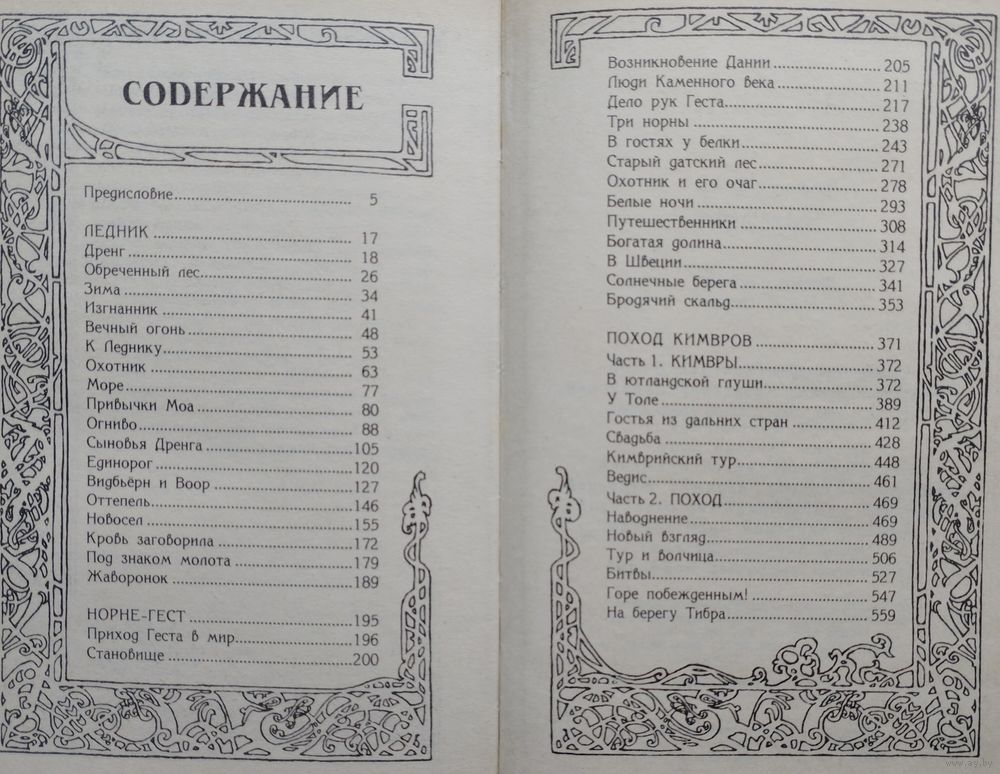 СОДЕРЖАНИЕ
Предисловие 5
ЛЕДНИК 17
Дренг 18
Обреченный лес 26
Зима 34
Изгнанник 41
Вечный огонь 48
К Леднику 53
Охотник 63
Море 77
Привычки Моа 80
Огниво 88
Сыновья Дренга 105
Единорог 120
Видбьёрн и Воор 127
Оттепель 146
Новосел 155
Кровь заговорила 172
Под знаком молота 179
Жаворонок 189
НОРНЕ-ГЕСТ 195
Приход Геста в мир 196
Становище 200
Возникновение Дании 205
Люди Каменного века 211
Дело рук Геста 217
Три норны 238
В гостях у белки 243
Старый датский лес 271
Охотник и его очаг 278
Белые ночи 293
Путешественники 308
Богатая долина 314
В Швеции 327
Солнечные берега 341
Бродячий скальд 353
ПОХОД КИМВРОВ 371
Часть 1. КИМВРЫ 372
В ютландской глуши 372
У Толе 389
Гостья из дальних стран 412
Свадьба 428
Кимврийский тур 448
Ведис 461
Часть 2. ПОХОД 469
Наводнение 469
Новый взгляд 489
Тур и волчица 506
Битвы 527
Горе побежденным! 547
На берегу Тибра 559
www.ay.by